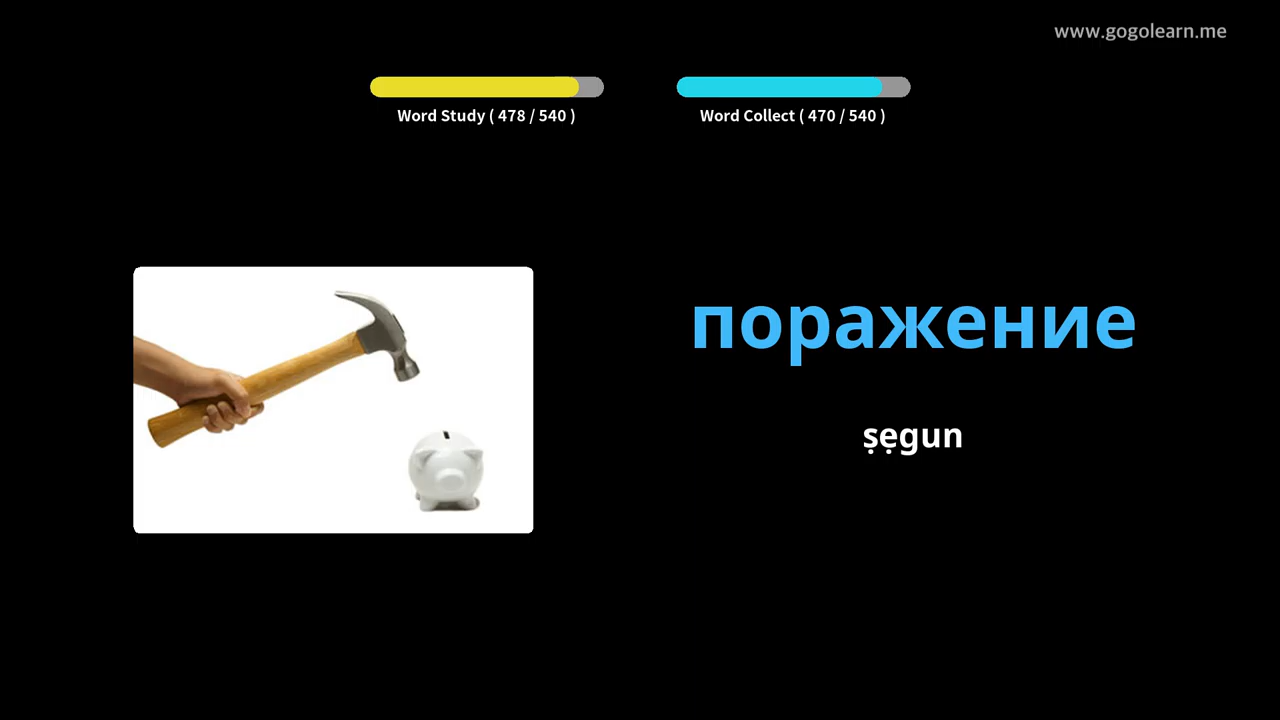 www.gogolearn.me
Word Study ( 478 / 540 )
Word Collect ( 470 / 540 )
поражение
ṣẹgun